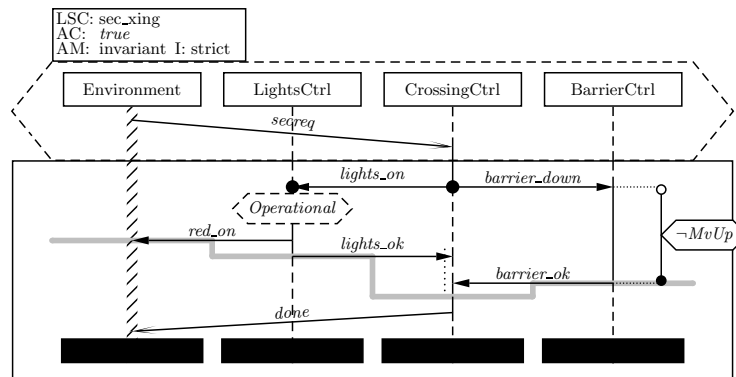 LSC: sec_xing
AC: true
AM: invariant I: strict
Environment LightsCtrl CrossingCtrl BarrierCtrl
secreq
lights_on barrier_down
Operational
red_on ¬MvUp
lights_ok
barrier_ok
done